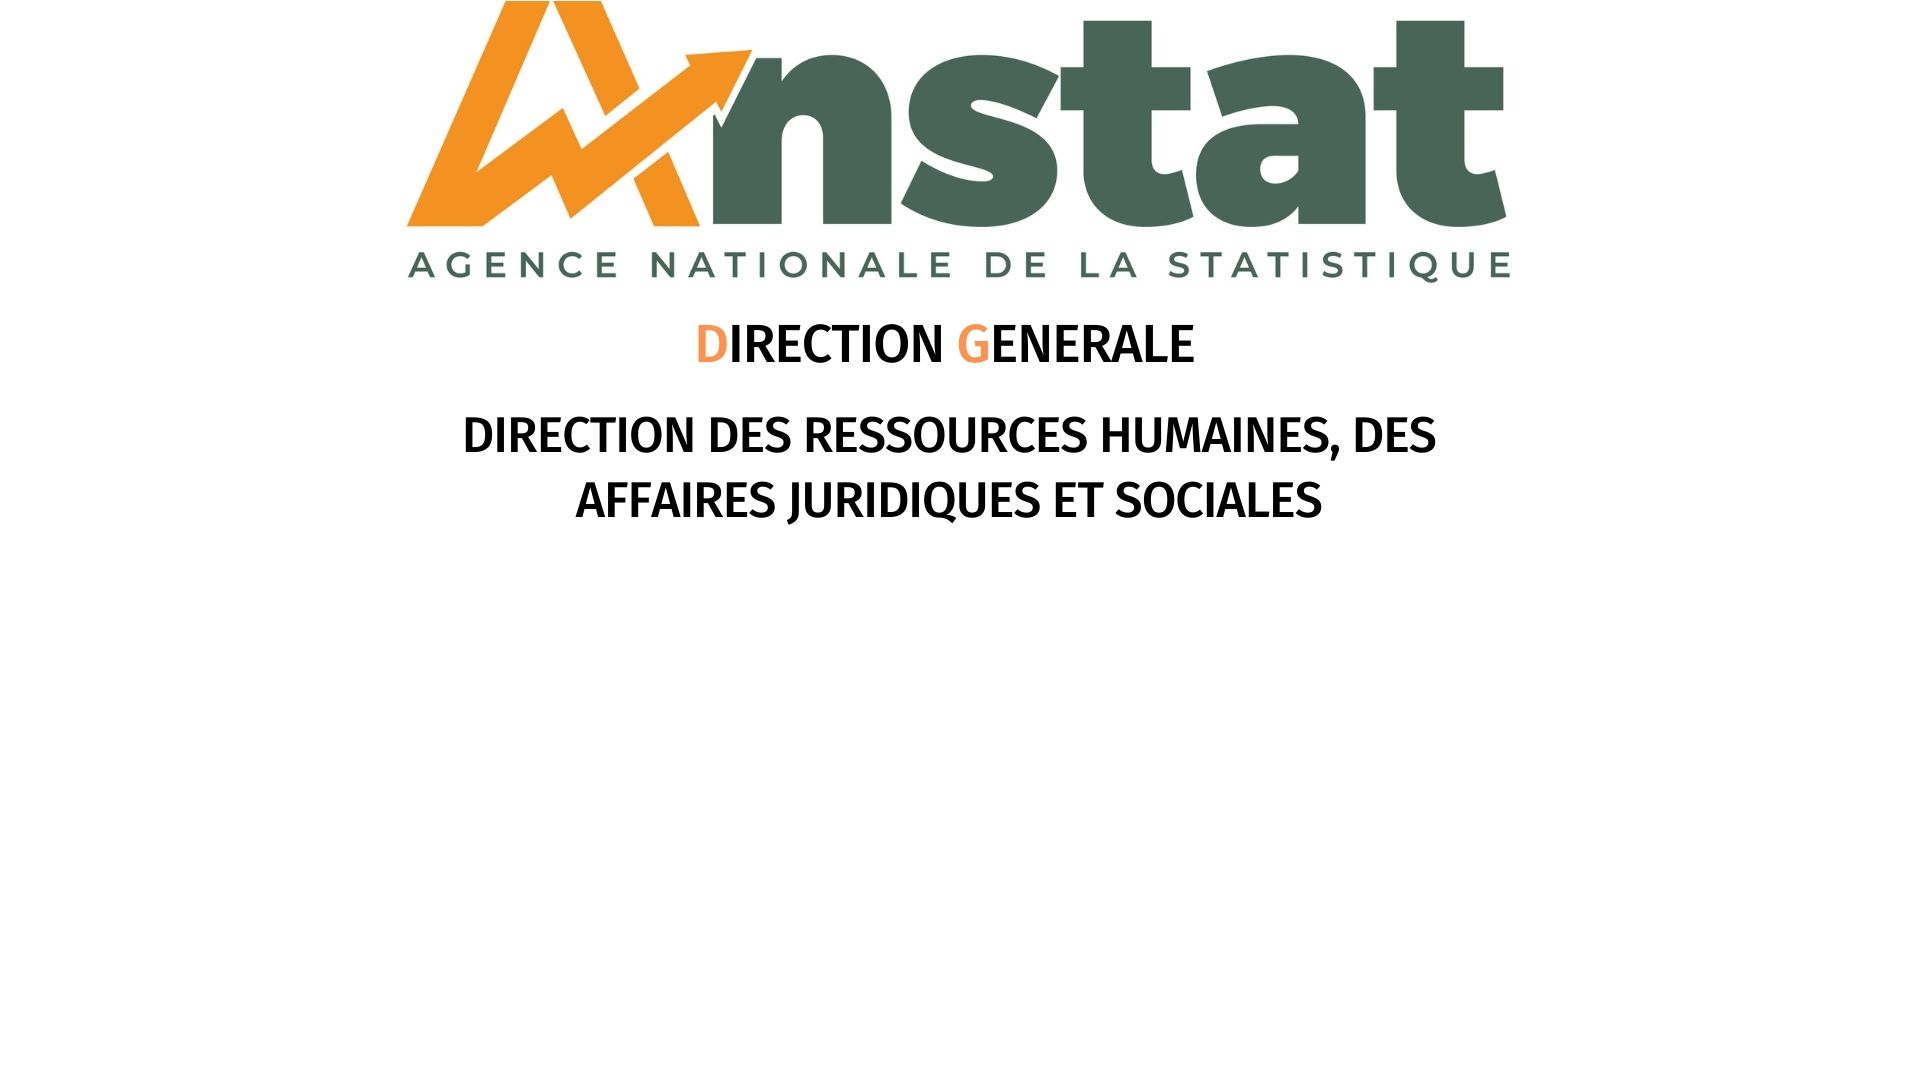 Anstat
AGENCE NATIONALE DE LA STATISTIQUE
DIRECTION GENERALE
DIRECTION DES RESSOURCES HUMAINES, DES
AFFAIRES JURIDIQUES ET SOCIALES